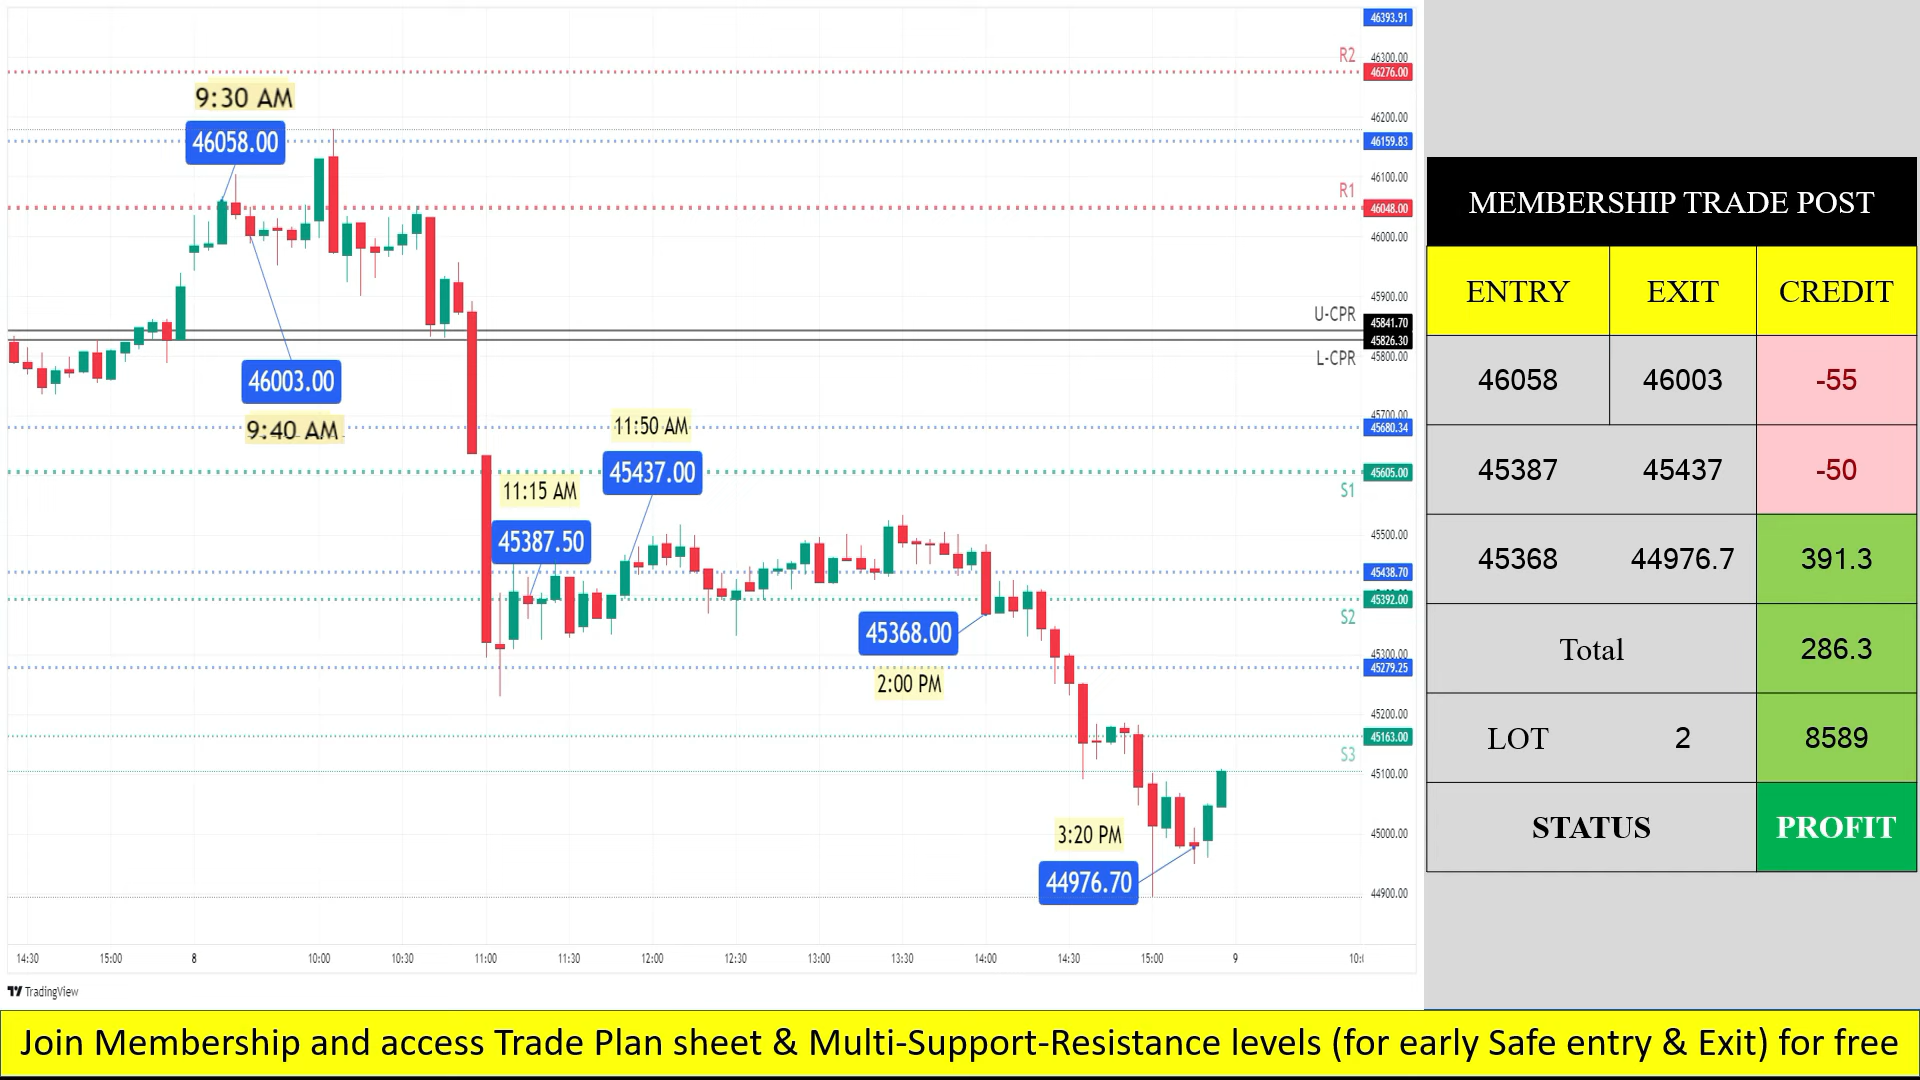 46393.91
46300.00
R2
46276.00
9:30 AM
46058.00
46200.00
46159.83
46100.00
R1
46048.00
46000.00
45900.00
U-CPR
45841.70
45826.30
L-CPR
45800.00
46003.00
9:40 AM
45700.00
45680.34
11:50 AM
45437.00
45605.00
S1
11:15 AM
45387.50
45500.00
45438.70
45392.00
S2
45368.00
2:00 PM
45300.00
45279.25
45200.00
45163.00
S3
45100.00
3:20 PM
45000.00
44976.70
44900.00
14:30 15:00 8 10:00 10:30 11:00 11:30 12:00 12:30 13:00 13:30 14:00 14:30 15:00 9
TradingView
MEMBERSHIP TRADE POST
ENTRY EXIT CREDIT
46058 46003 -55
45387 45437 -50
45368 44976.7 391.3
Total 286.3
LOT 2 8589
STATUS PROFIT
Join Membership and access Trade Plan sheet & Multi-Support-Resistance levels (for early Safe entry & Exit) for free